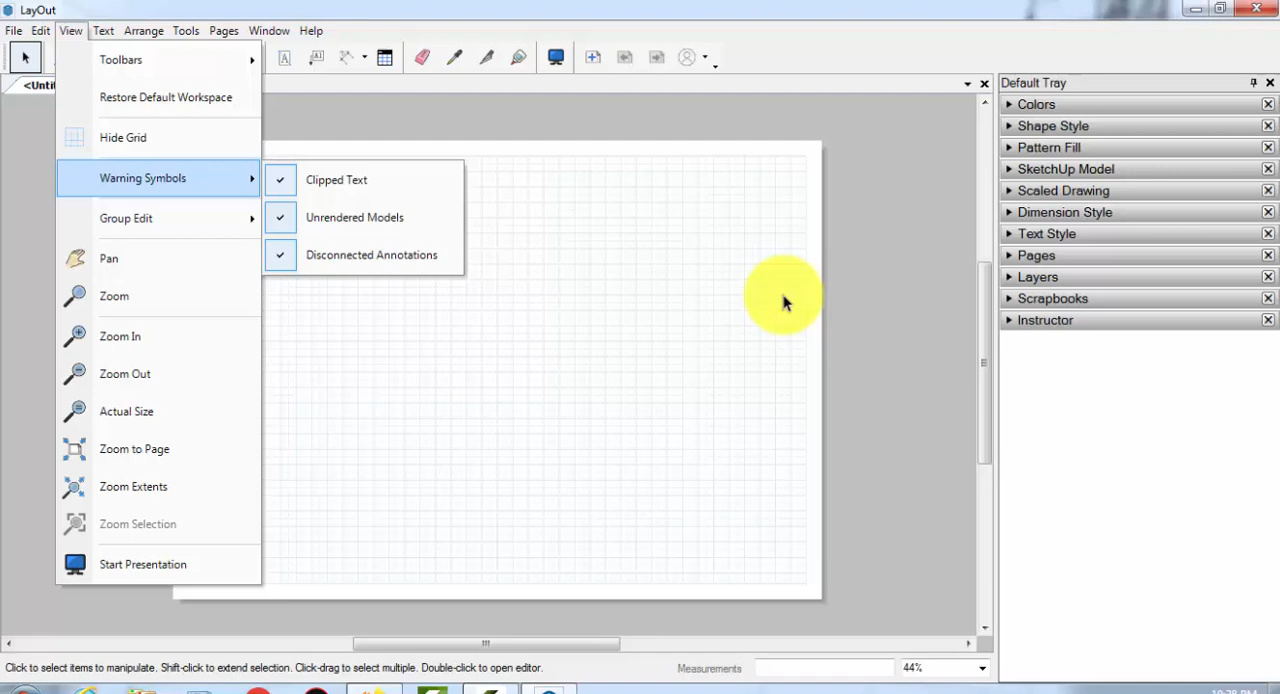 LayOut
File Edit View Text Arrange Tools Pages Window Help
Toolbars
Restore Default Workspace
Hide Grid
Warning Symbols
Group Edit
Pan
Zoom
Zoom In
Zoom Out
Actual Size
Zoom to Page
Zoom Extents
Zoom Selection
Start Presentation
Clipped Text
Unrendered Models
Disconnected Annotations
<Unti
Default Tray
Colors
Shape Style
Pattern Fill
SketchUp Model
Scaled Drawing
Dimension Style
Text Style
Pages
Layers
Scrapbooks
Instructor
Click to select items to manipulate. Shift-click to extend selection. Click-drag to select multiple. Double-click to open editor.
Measurements
44%